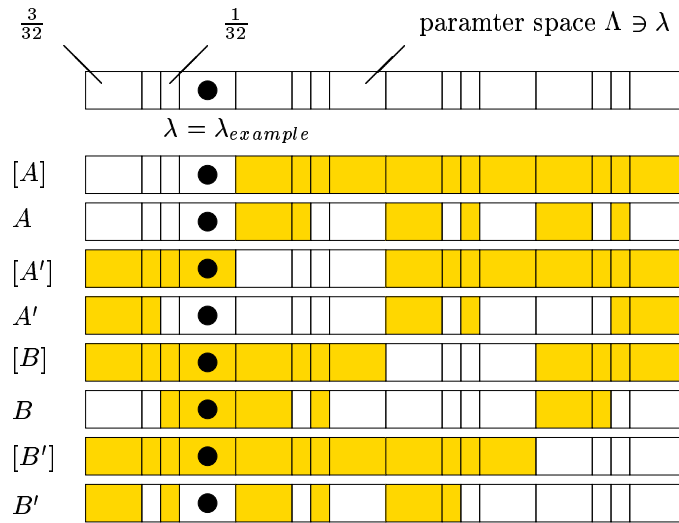 3/32 1/32 paramter space Λ ∋ λ
λ = λ_example
[A]
A
[A′]
A′
[B]
B
[B′]
B′